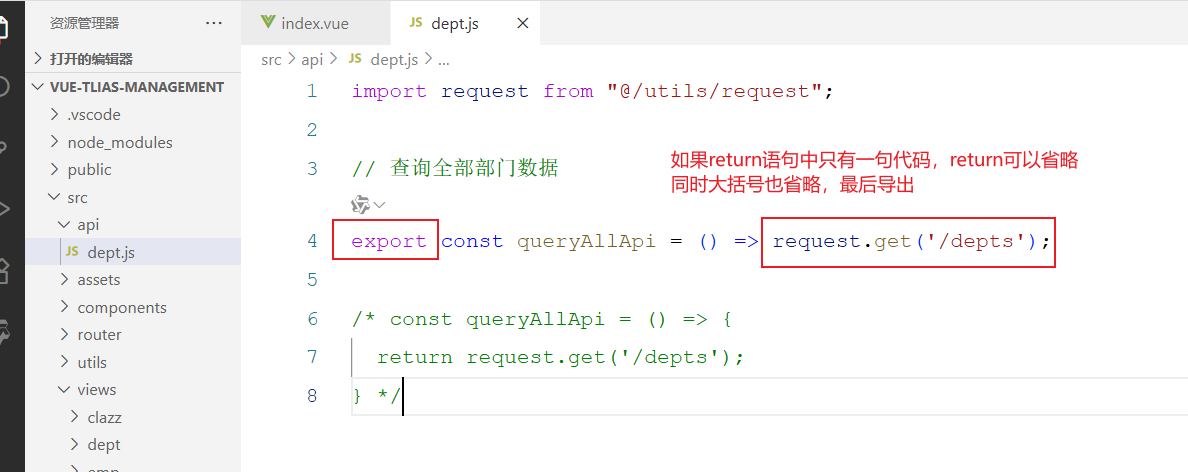 资源管理器 ···
index.vue
JS dept.js ×
打开的编辑器
src > api > JS dept.js > ...
VUE-TLIAS-MANAGEMENT
.vscode
node_modules
public
src
api
JS dept.js
assets
components
router
utils
views
clazz
dept
1 import request from "@/utils/request";
2
3 // 查询全部部门数据
4 export const queryAllApi = () => request.get('/depts');
5
6 /* const queryAllApi = () => {
7 return request.get('/depts');
8 } */
如果return语句中只有一句代码，return可以省略
同时大括号也省略，最后导出